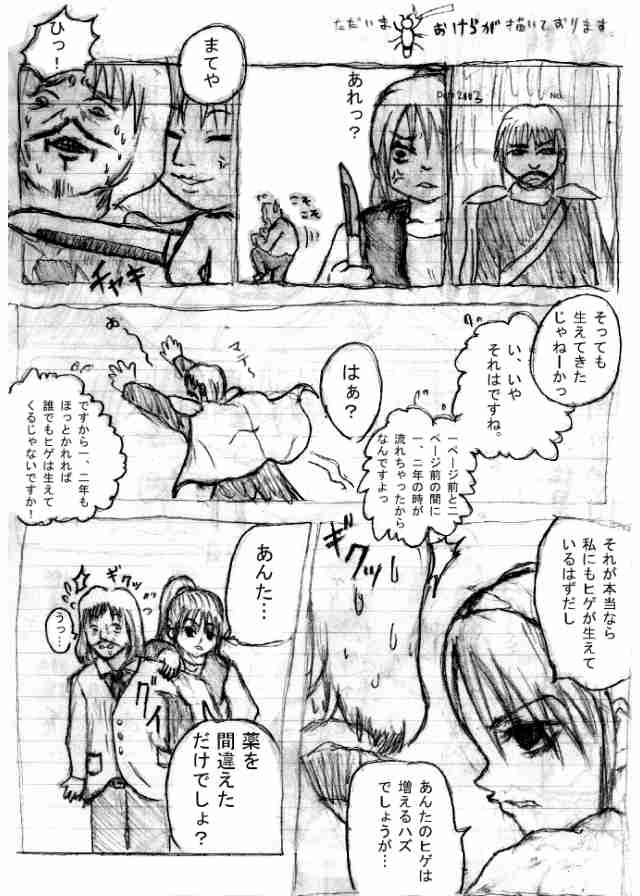 ただいま
おけらが
描いております。
Date 2003
No.
あれっ?
こそ
こそ
まてや
ひっ!
チャキ
そっても
生えてきた
じゃねーかっ
い、いや
それはですね。
はぁ?
マテー
一ページ前と二
ページ前の間に
一、二年の時が
流れちゃったから
なんですよっ
ですから一、二年も
ほっとかれれば
誰でもヒゲは生えて
くるじゃないですか!
それが本当なら
私にもヒゲが生えて
いるはずだし
ギクッ
あんたのヒゲは
増えるハズ
でしょうが…
あんた…
ギクッ
うっ…
グイ
薬を
間違えた
だけでしょ?